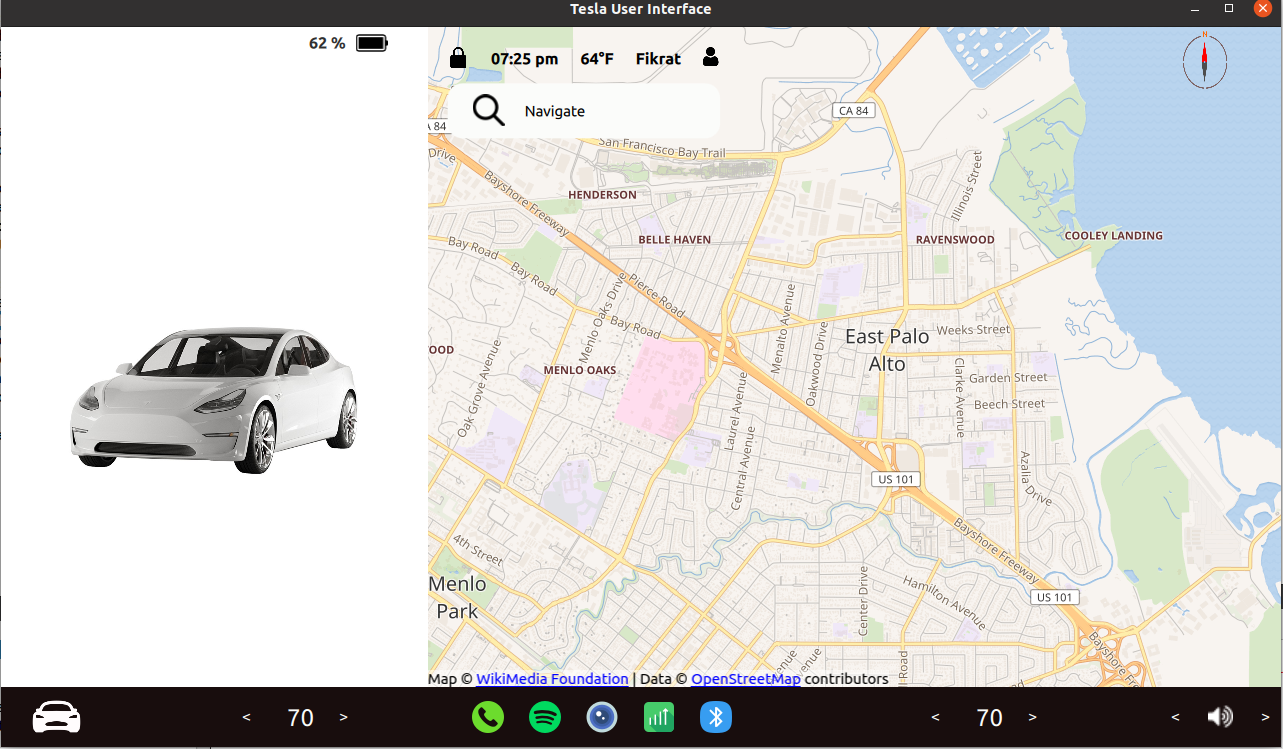 Tesla User Interface
62 %
07:25 pm 64°F Fikrat
N
Navigate
CA 84
A 84
San Francisco Bay Trail
Drive
Bayshore Freeway
HENDERSON
Illinois Street
BELLE HAVEN
RAVENSWOOD
COOLEY LANDING
Bay Road
Bay Road
Pierce Road
Menlo Oaks Drive
Bay Road
Menalto Avenue
Oakwood Drive
East Palo
Alto
Weeks Street
OOD
Oak Grove Avenue
MENLO OAKS
Laurel Avenue
Clarke Avenue
Garden Street
Beech Street
Central Avenue
US 101
Azalia Drive
4th Street
Bayshore Freeway
Menlo
Park
Center Drive
Hamilton Avenue
US 101
Bayshore F
Avenue
venue
l-Road
Map © WikiMedia Foundation | Data © OpenStreetMap contributors
< 70 >
< 70 >
< >